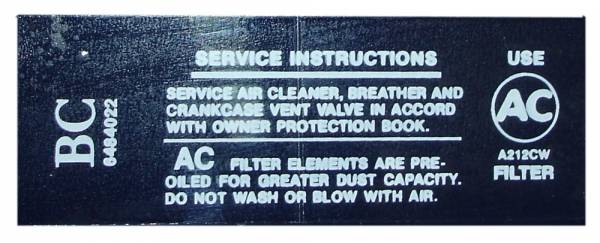 BC
6484022
SERVICE INSTRUCTIONS
SERVICE AIR CLEANER, BREATHER AND
CRANKCASE VENT VALVE IN ACCORD
WITH OWNER PROTECTION BOOK.
AC FILTER ELEMENTS ARE PRE-
OILED FOR GREATER DUST CAPACITY.
DO NOT WASH OR BLOW WITH AIR.
USE
AC
A212CW
FILTER